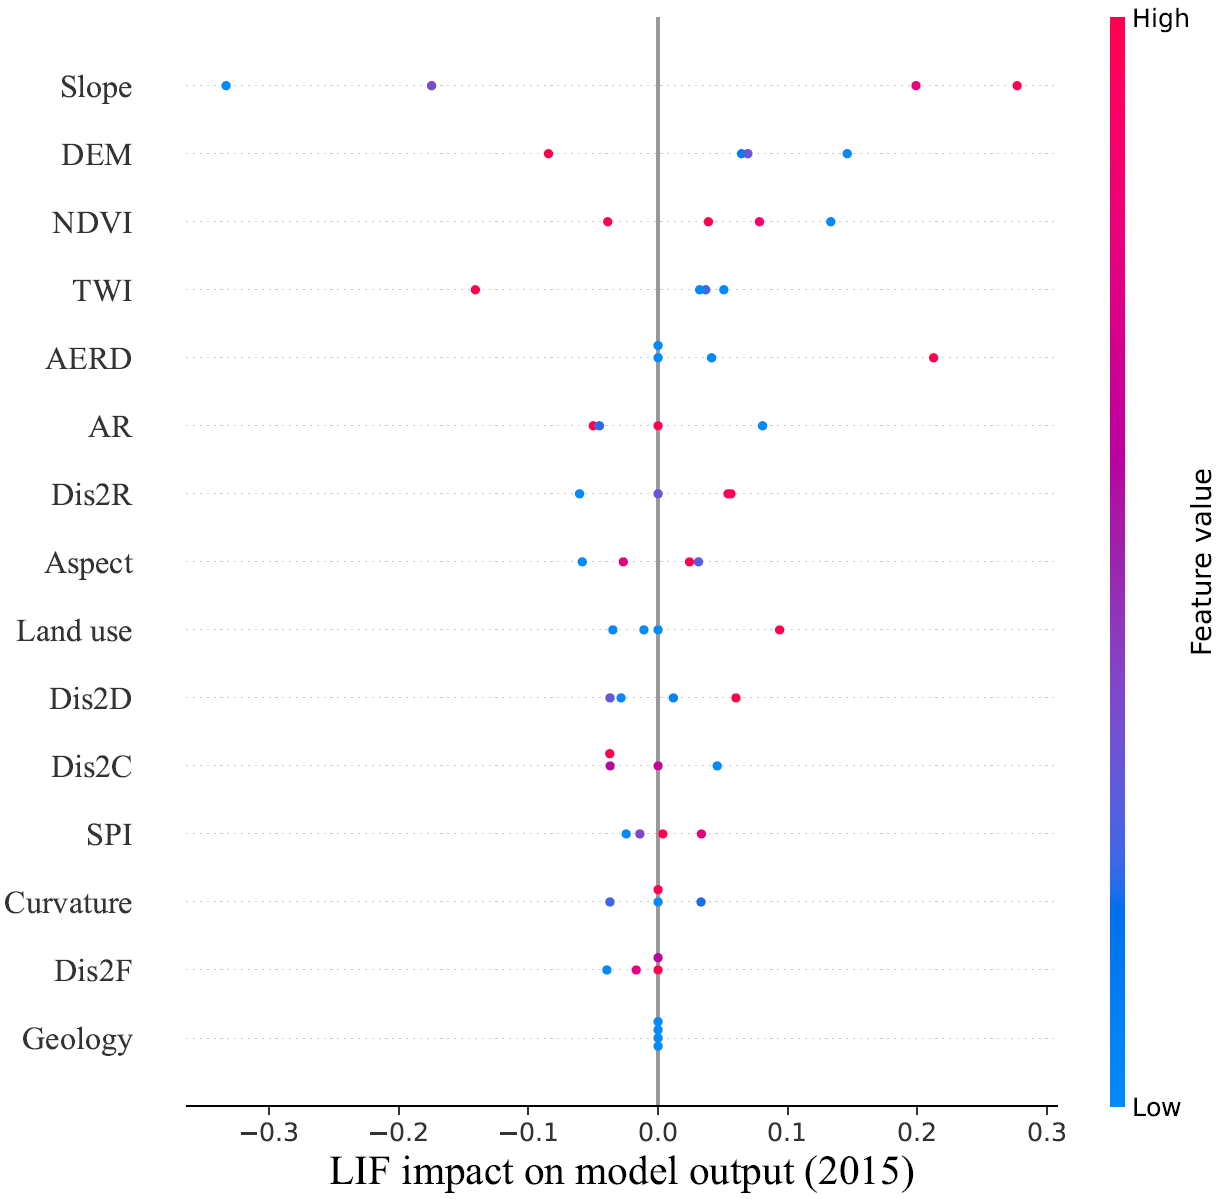 High
Slope
DEM
NDVI
TWI
AERD
AR
Dis2R
Aspect
Land use
Dis2D
Dis2C
SPI
Curvature
Dis2F
Geology
Feature value
Low
−0.3 −0.2 −0.1 0.0 0.1 0.2 0.3
LIF impact on model output (2015)